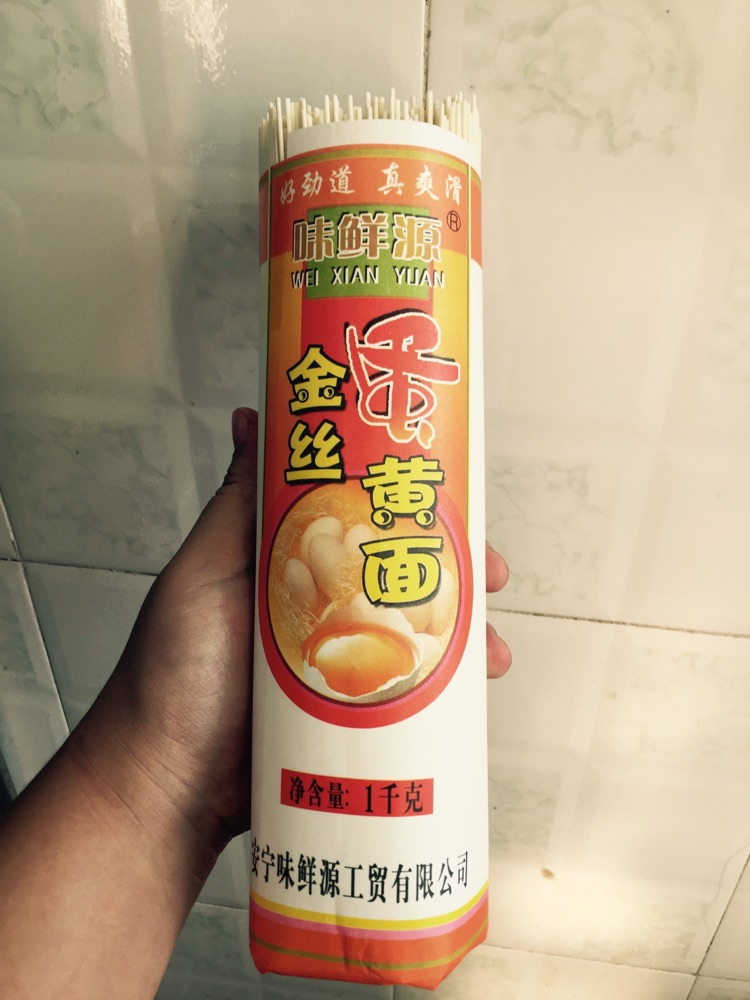 好劲道 真爽滑
味鲜源®
WEI XIAN YUAN
金丝
蛋黄面
净含量: 1千克
安宁味鲜源工贸有限公司